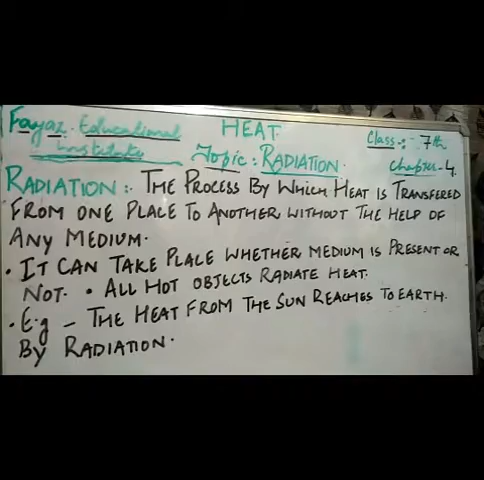 Fayaz. Educational
institute
HEAT
Class:- 7th
Topic: RADIATION.
Chapter-4.
RADIATION:- THE PROCESS BY WHICH HEAT IS TRANSFERED
FROM ONE PLACE TO ANOTHER WITHOUT THE HELP OF
ANY MEDIUM.
• IT CAN TAKE PLACE WHETHER MEDIUM IS PRESENT OR
NOT. • ALL HOT OBJECTS RADIATE HEAT.
• E.g – THE HEAT FROM THE SUN REACHES TO EARTH.
BY RADIATION.